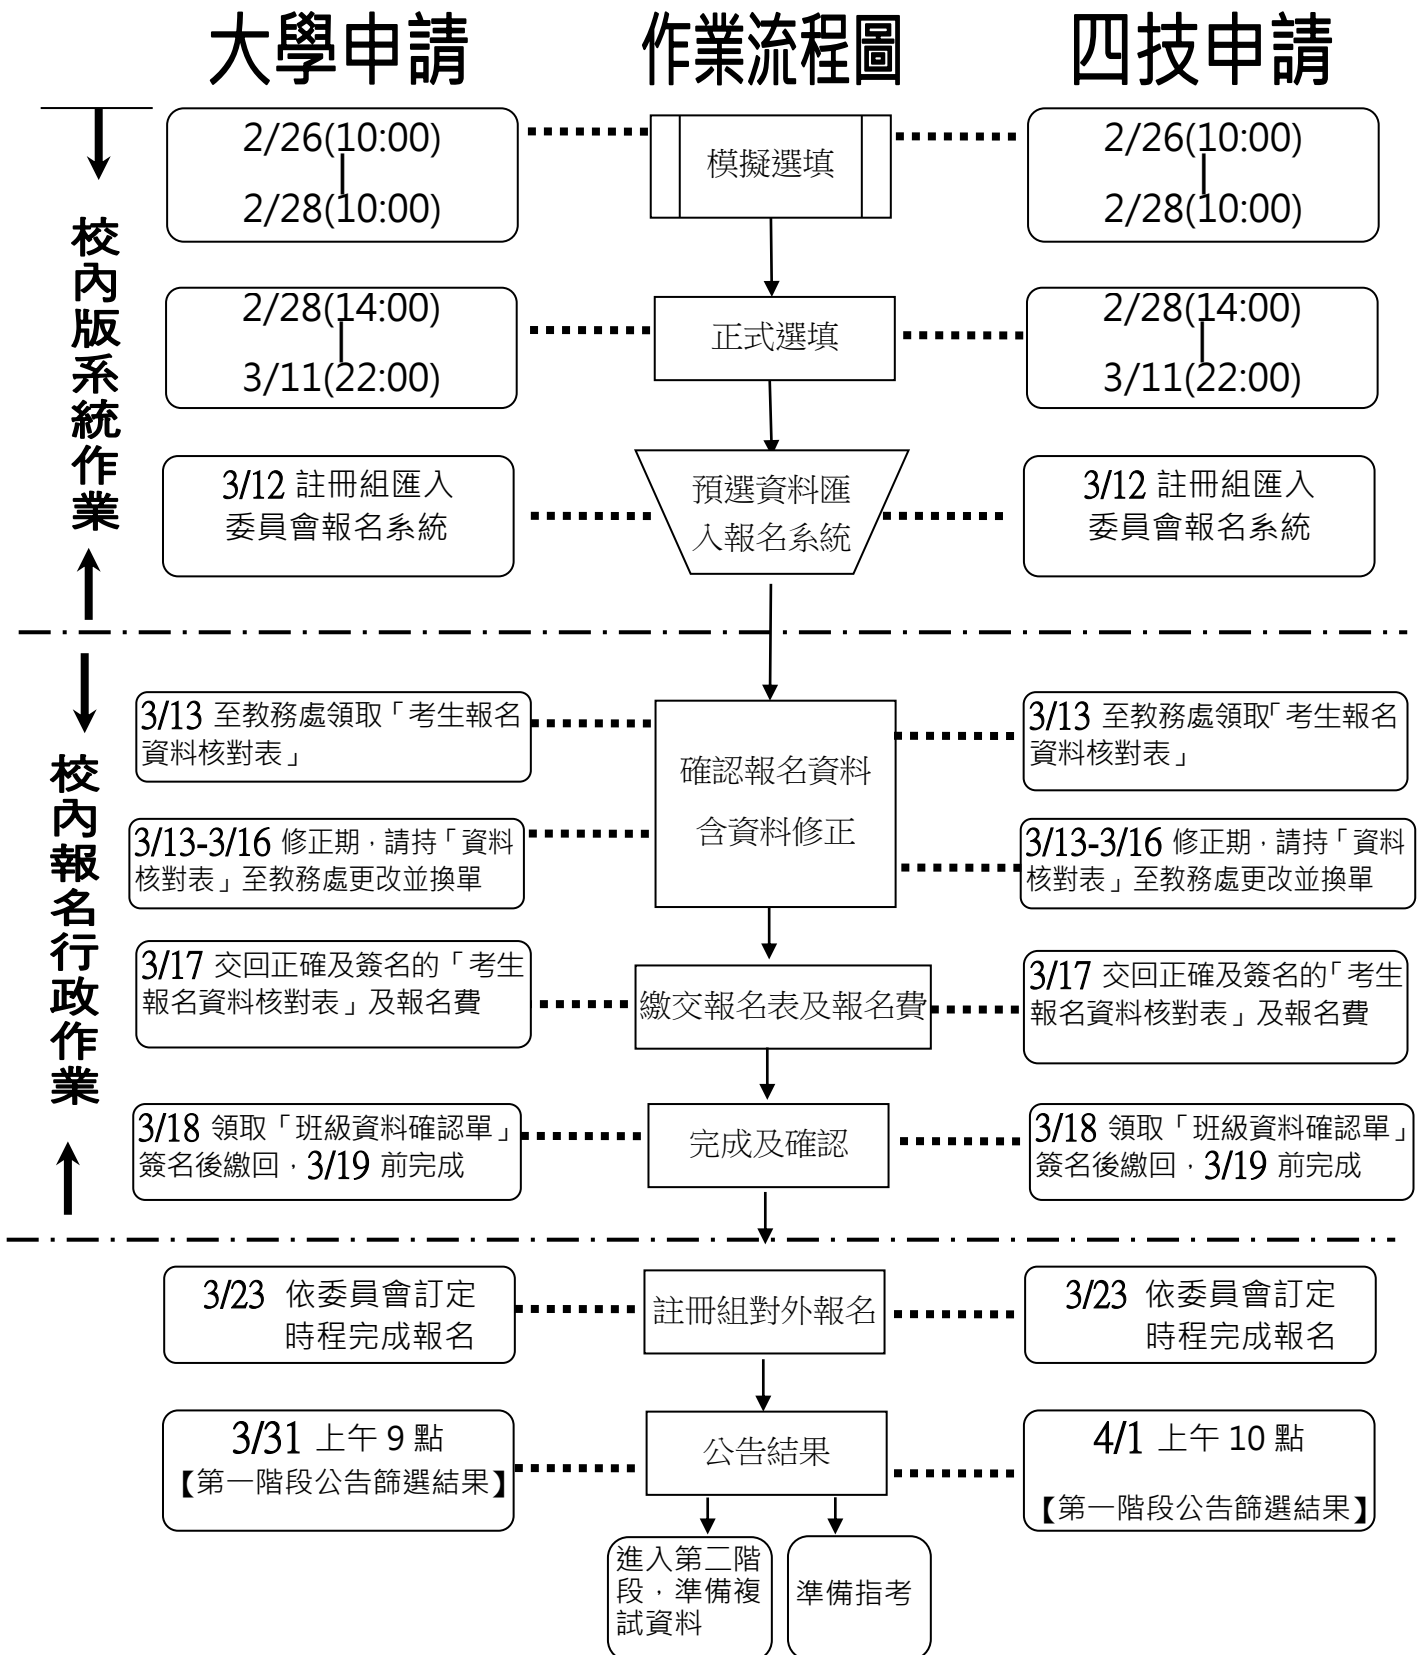 大學申請
作業流程圖
四技申請
校內版系統作業
2/26(10:00)
2/28(10:00)
模擬選填
2/26(10:00)
2/28(10:00)
2/28(14:00)
3/11(22:00)
正式選填
2/28(14:00)
3/11(22:00)
3/12 註冊組匯入
委員會報名系統
預選資料匯
入報名系統
3/12 註冊組匯入
委員會報名系統
校內報名行政作業
3/13 至教務處領取「考生報名
資料核對表」
3/13-3/16 修正期，請持「資料
核對表」至教務處更改並換單
確認報名資料
含資料修正
3/13 至教務處領取「考生報名
資料核對表」
3/13-3/16 修正期，請持「資料
核對表」至教務處更改並換單
3/17 交回正確及簽名的「考生
報名資料核對表」及報名費
繳交報名表及報名費
3/17 交回正確及簽名的「考生
報名資料核對表」及報名費
3/18 領取「班級資料確認單」
簽名後繳回，3/19 前完成
完成及確認
3/18 領取「班級資料確認單」
簽名後繳回，3/19 前完成
3/23 依委員會訂定
時程完成報名
註冊組對外報名
3/23 依委員會訂定
時程完成報名
3/31 上午 9 點
【第一階段公告篩選結果】
公告結果
4/1 上午 10 點
【第一階段公告篩選結果】
進入第二階
段，準備複
試資料
準備指考